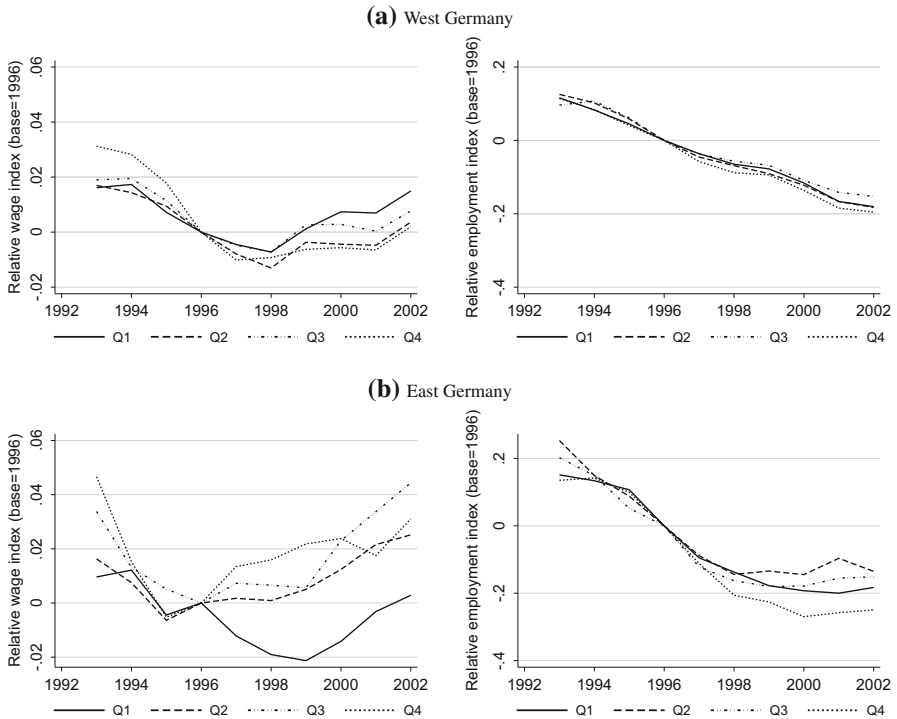 (a) West Germany
Relative wage index (base=1996)
.06
.04
.02
0
-.02
1992 1994 1996 1998 2000 2002
Q1 Q2 Q3 Q4
Relative employment index (base=1996)
.2
0
-.2
-.4
1992 1994 1996 1998 2000 2002
Q1 Q2 Q3 Q4
(b) East Germany
Relative wage index (base=1996)
.06
.04
.02
0
-.02
1992 1994 1996 1998 2000 2002
Q1 Q2 Q3 Q4
Relative employment index (base=1996)
.2
0
-.2
-.4
1992 1994 1996 1998 2000 2002
Q1 Q2 Q3 Q4